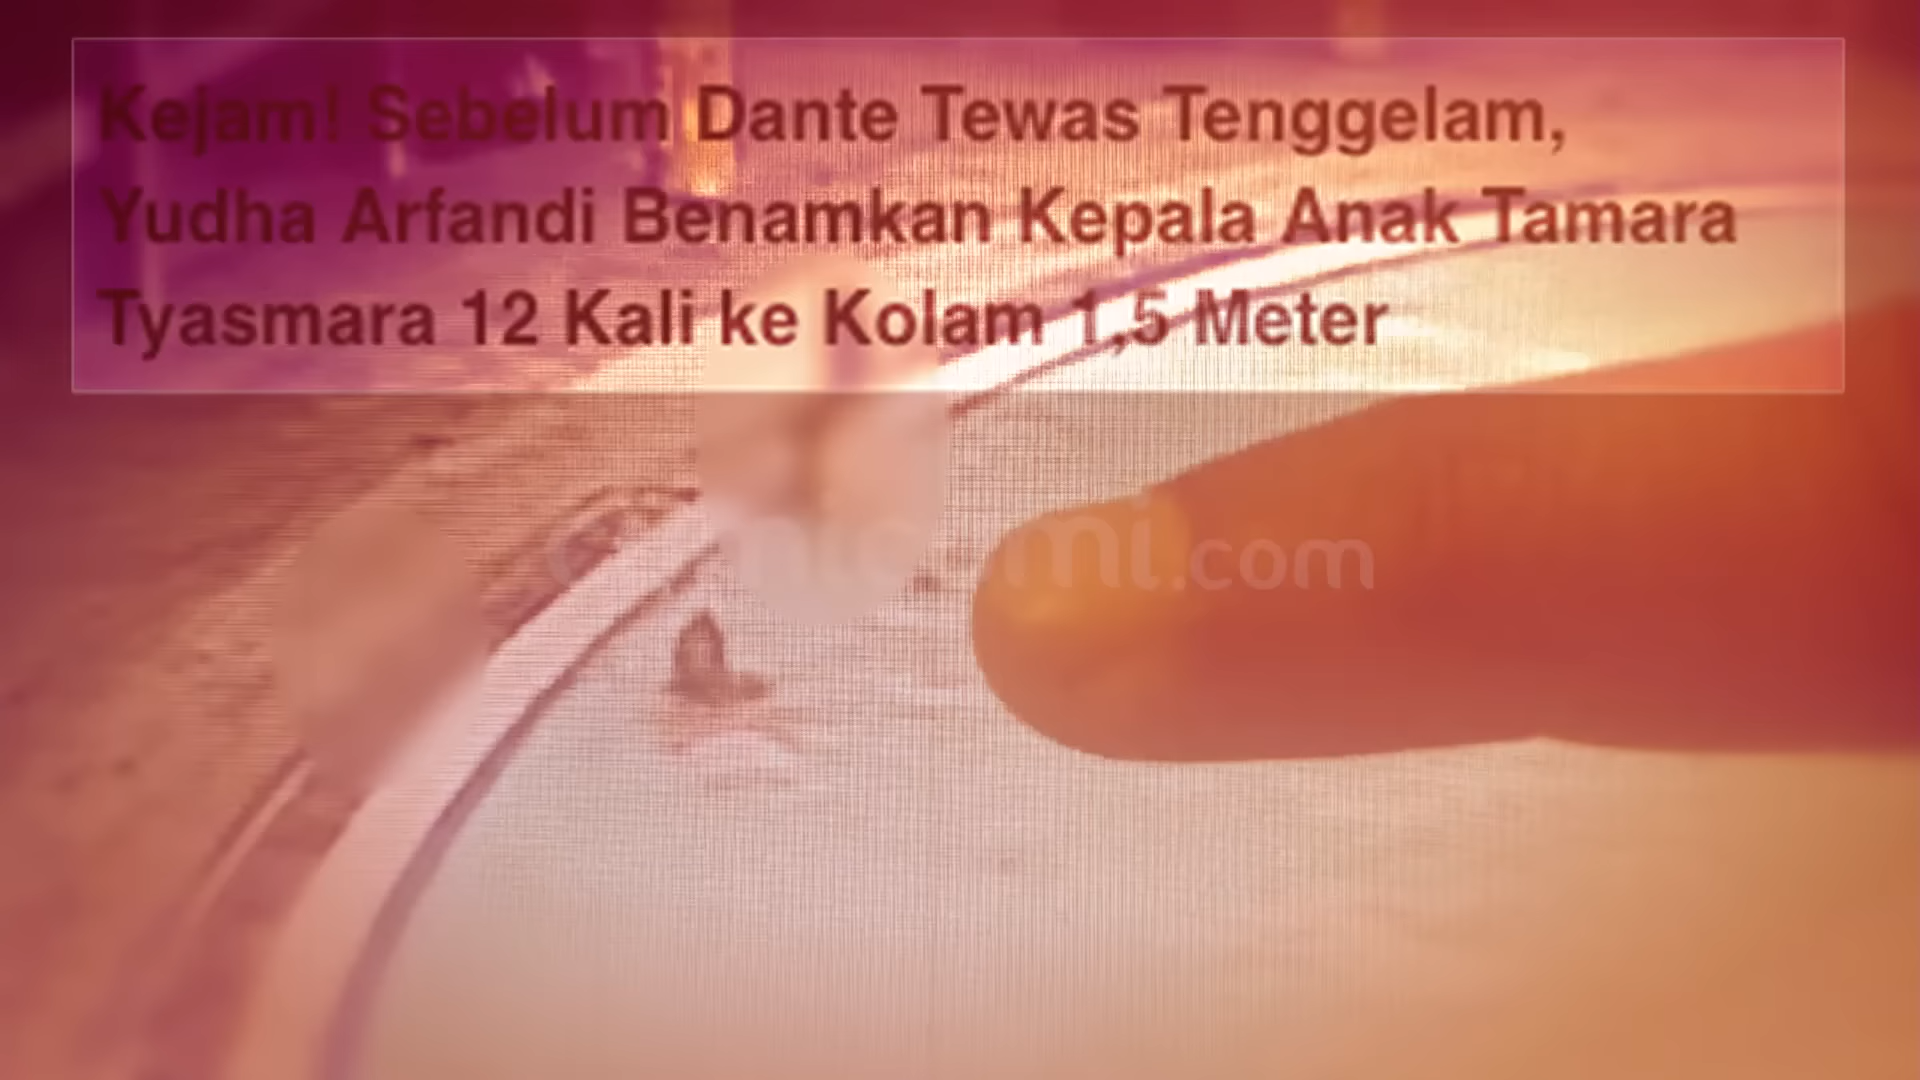 Kejam! Sebelum Dante Tewas Tenggelam,
Yudha Arfandi Benamkan Kepala Anak Tamara
Tyasmara 12 Kali ke Kolam 1,5 Meter
.com